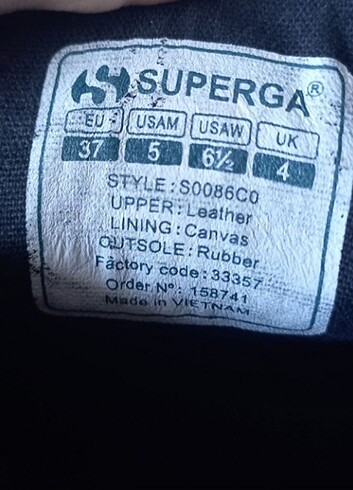 SUPERGA®
EU USAM USAW UK
37 5 6½ 4
STYLE: S0086C0
UPPER: Leather
LINING: Canvas
OUTSOLE: Rubber
Factory code: 33357
Order Nº: 158741
Made in VIETNAM